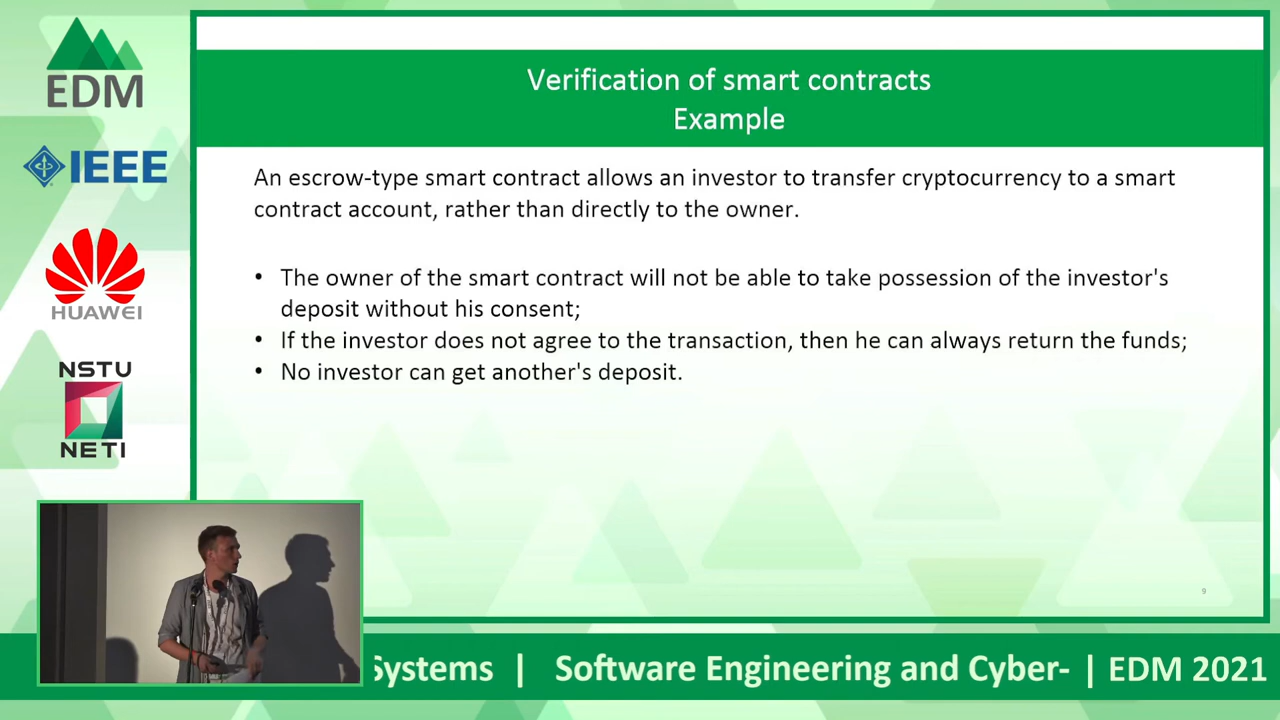 EDM
IEEE
HUAWEI
NSTU
NETI
Verification of smart contracts
Example
An escrow-type smart contract allows an investor to transfer cryptocurrency to a smart
contract account, rather than directly to the owner.
• The owner of the smart contract will not be able to take possession of the investor's
deposit without his consent;
• If the investor does not agree to the transaction, then he can always return the funds;
• No investor can get another's deposit.
9
Systems | Software Engineering and Cyber- | EDM 2021